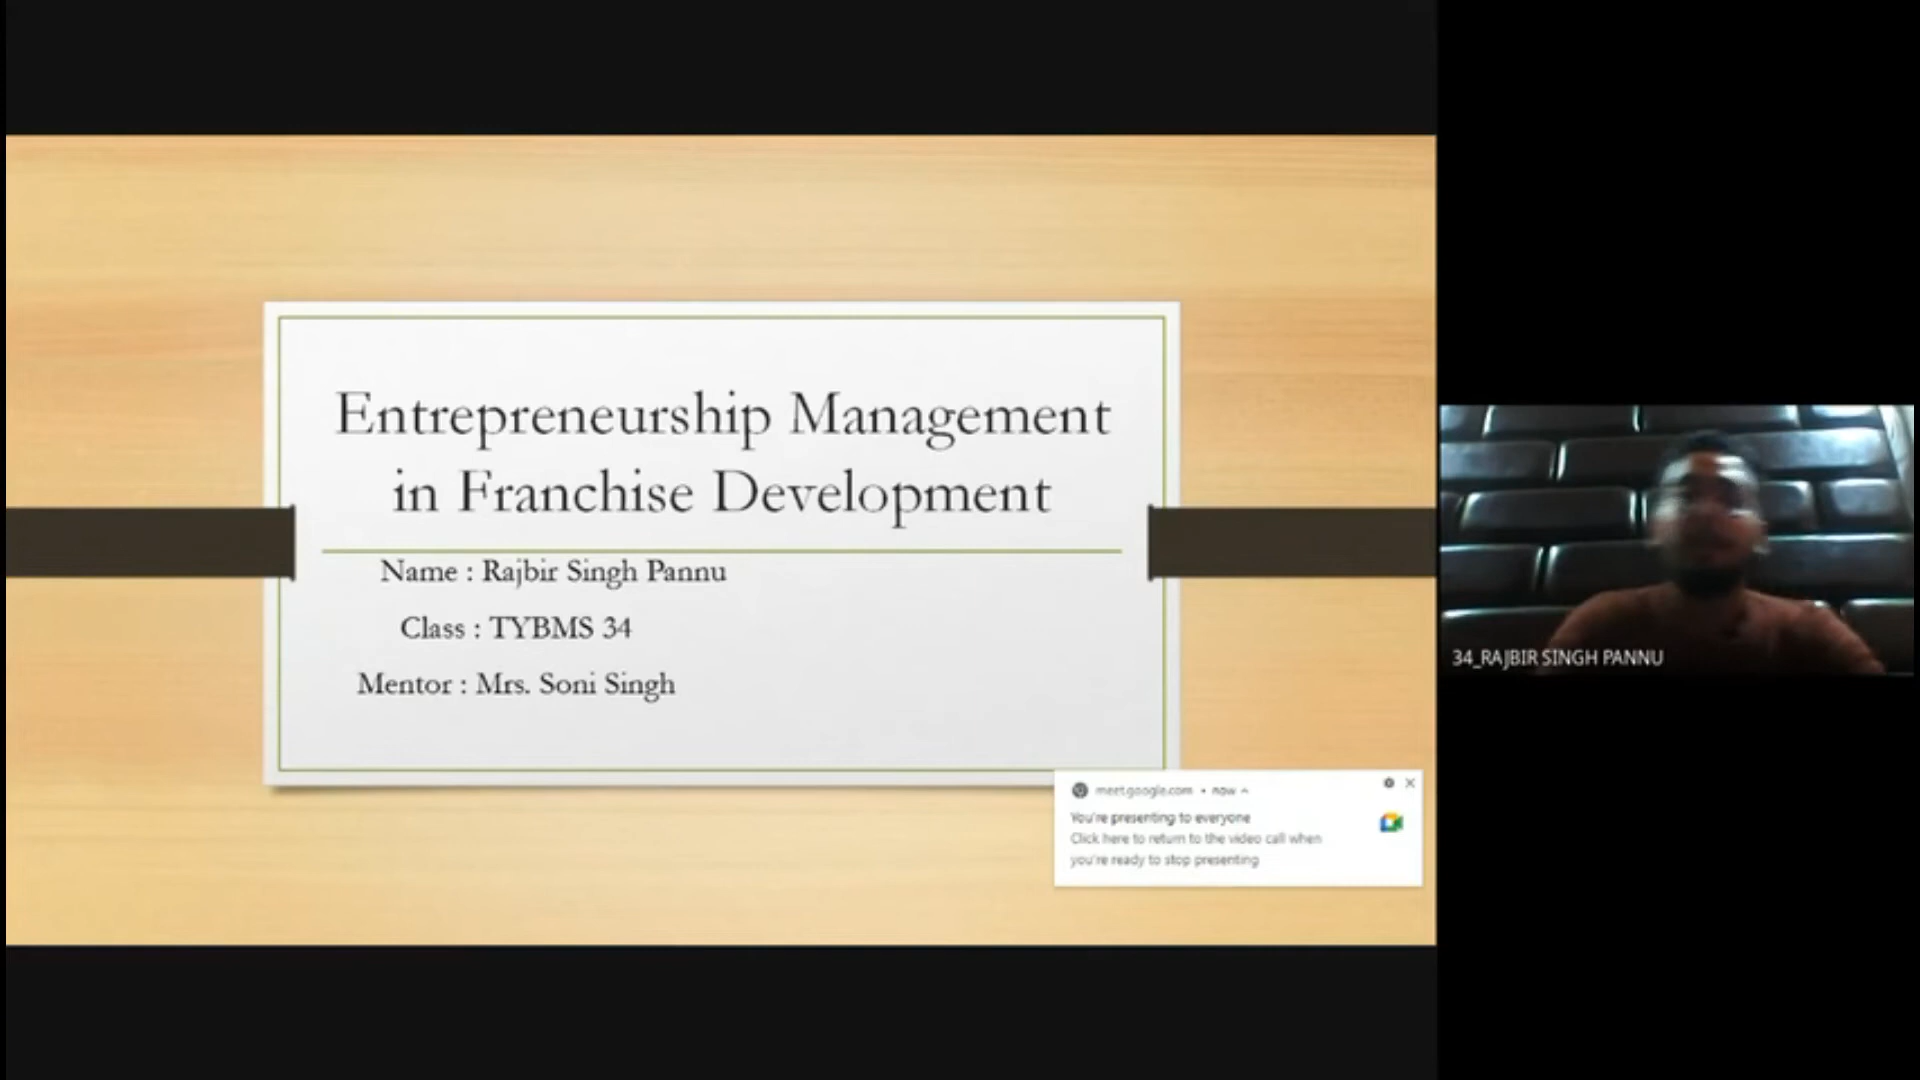 Entrepreneurship Management
in Franchise Development
Name : Rajbir Singh Pannu
Class : TYBMS 34
Mentor : Mrs. Soni Singh
meet.google.com • now
You're presenting to everyone
Click here to return to the video call when
you're ready to stop presenting
34_RAJBIR SINGH PANNU